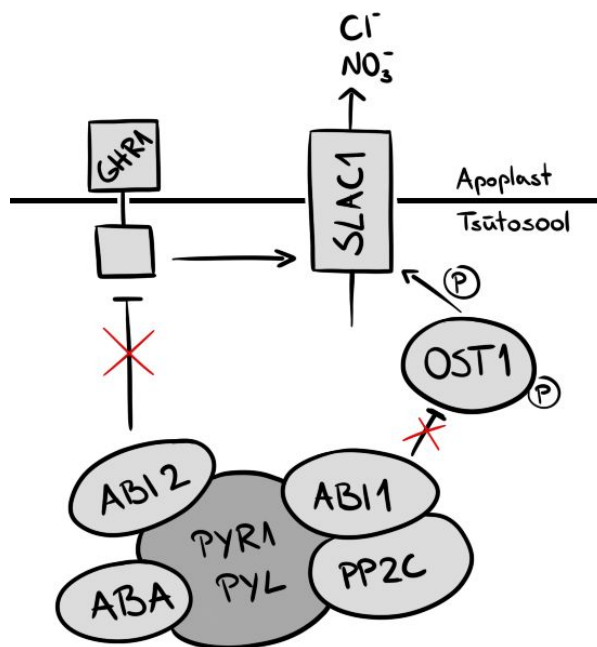 Cl⁻
NO₃⁻
GHR1
SLAC1
Apoplast
Tsütosool
P
OST1
P
ABI2
ABI1
PYR1
PYL
PP2C
ABA